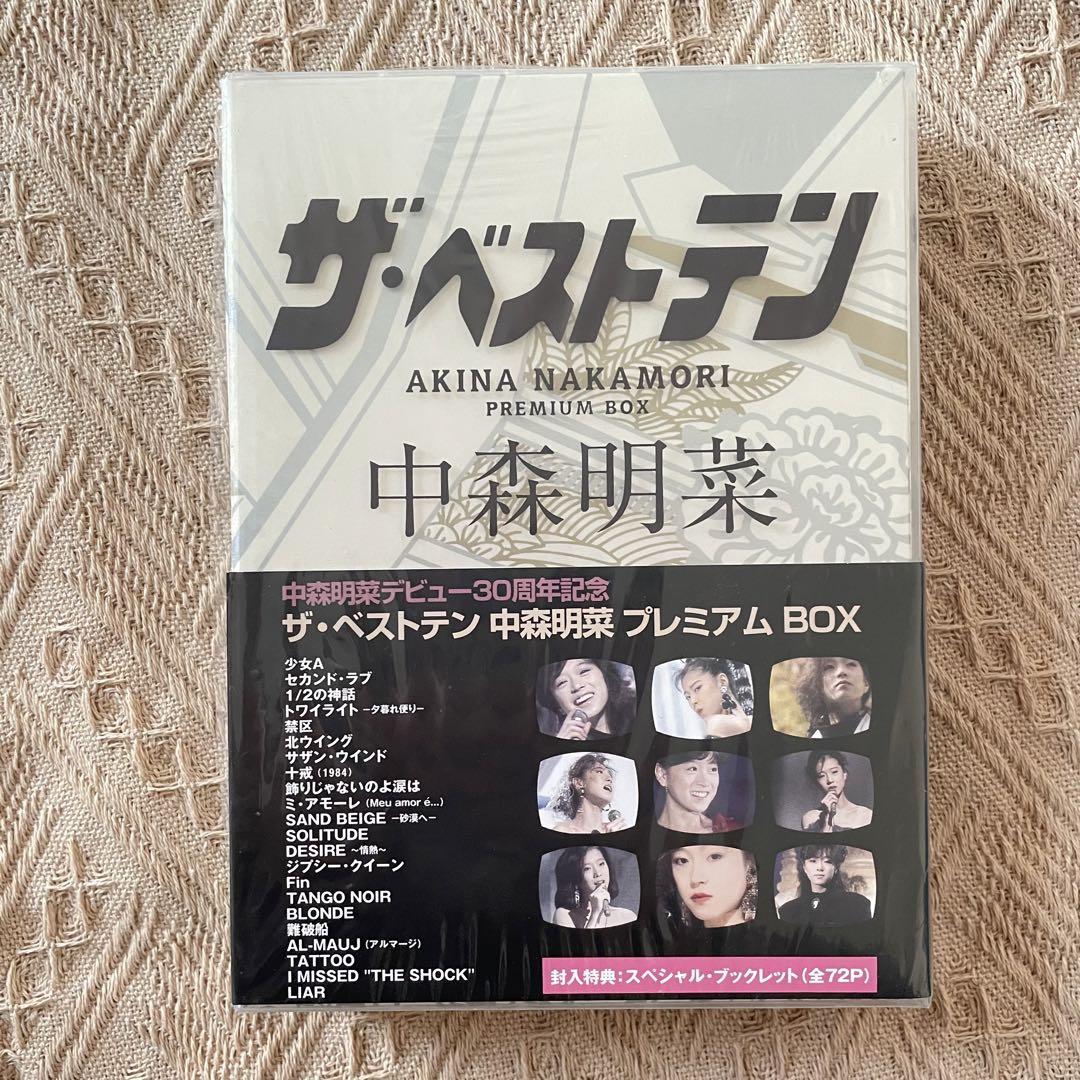 ザ・ベストテン
AKINA NAKAMORI
PREMIUM BOX
中森明菜
中森明菜デビュー30周年記念
ザ・ベストテン 中森明菜 プレミアム BOX
少女A
セカンド・ラブ
1/2の神話
トワイライト －夕暮れ便り－
禁区
北ウイング
サザン・ウインド
十戒 (1984)
飾りじゃないのよ涙は
ミ・アモーレ (Meu amor é...)
SAND BEIGE －砂漠へ－
SOLITUDE
DESIRE ～情熱～
ジプシー・クイーン
Fin
TANGO NOIR
BLONDE
難破船
AL-MAUJ (アルマージ)
TATTOO
I MISSED "THE SHOCK"
LIAR
封入特典：スペシャル・ブックレット（全72P）